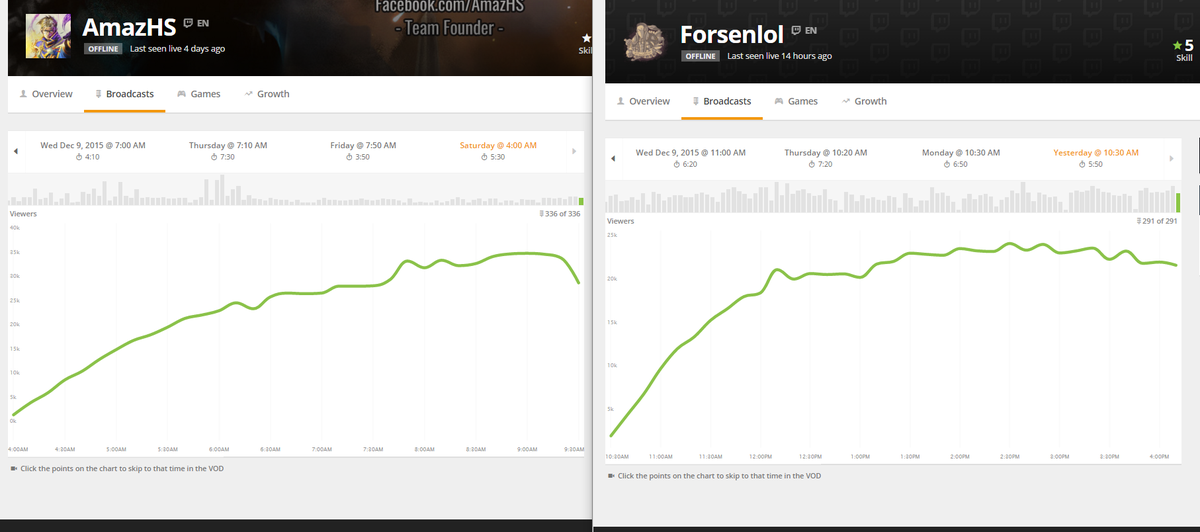 Facebook.com/AmazHS
- Team Founder -
AmazHS EN
OFFLINE Last seen live 4 days ago
Overview Broadcasts Games Growth
Wed Dec 9, 2015 @ 7:00 AM Thursday @ 7:10 AM Friday @ 7:50 AM Saturday @ 4:00 AM
4:10 7:30 3:50 5:30
Viewers 336 of 336
40k
35k
30k
25k
20k
15k
10k
5k
0k
4:00AM 4:30AM 5:00AM 5:30AM 6:00AM 6:30AM 7:00AM 7:30AM 8:00AM 8:30AM 9:00AM 9:30AM
Click the points on the chart to skip to that time in the VOD
Forsenlol EN
OFFLINE Last seen live 14 hours ago
5
Skill
Overview Broadcasts Games Growth
Wed Dec 9, 2015 @ 11:00 AM Thursday @ 10:20 AM Monday @ 10:30 AM Yesterday @ 10:30 AM
6:20 7:20 6:50 5:50
Viewers 291 of 291
25k
20k
15k
10k
5k
10:30AM 11:00AM 11:30AM 12:00PM 12:30PM 1:00PM 1:30PM 2:00PM 2:30PM 3:00PM 3:30PM 4:00PM
Click the points on the chart to skip to that time in the VOD